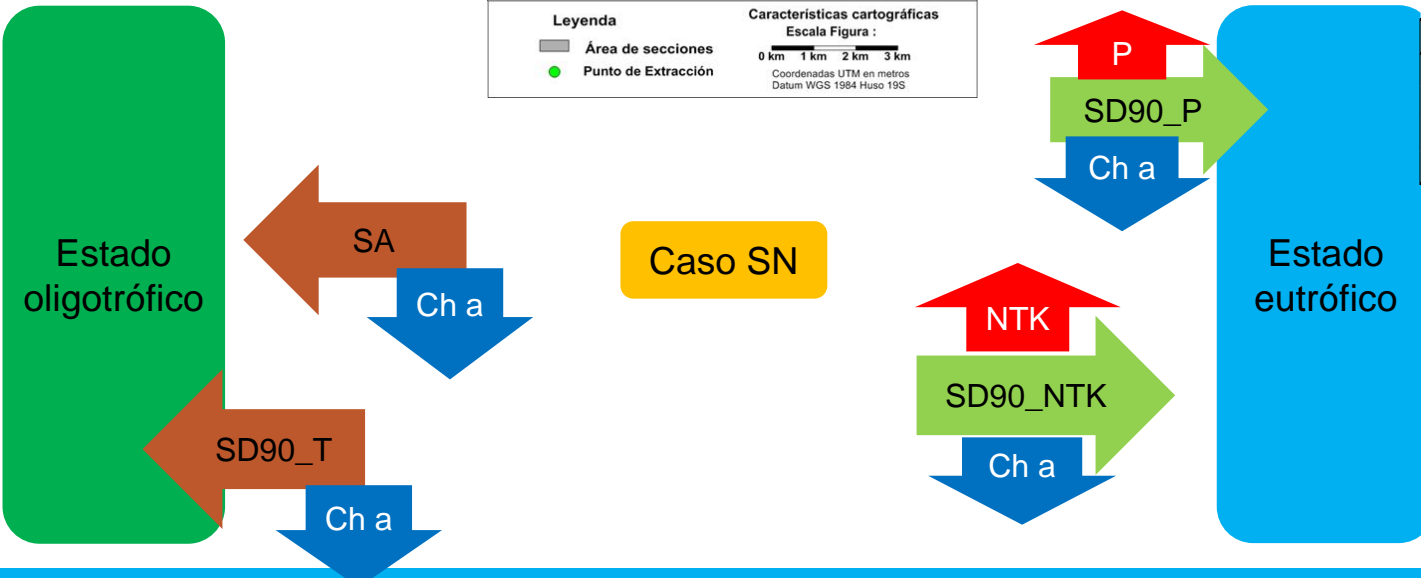 Leyenda
Área de secciones
Punto de Extracción
Características cartográficas
Escala Figura :
0 km 1 km 2 km 3 km
Coordenadas UTM en metros
Datum WGS 1984 Huso 19S
P
SD90_P
Ch a
Estado
oligotrófico
SA
Ch a
Caso SN
Estado
eutrófico
NTK
SD90_NTK
Ch a
SD90_T
Ch a